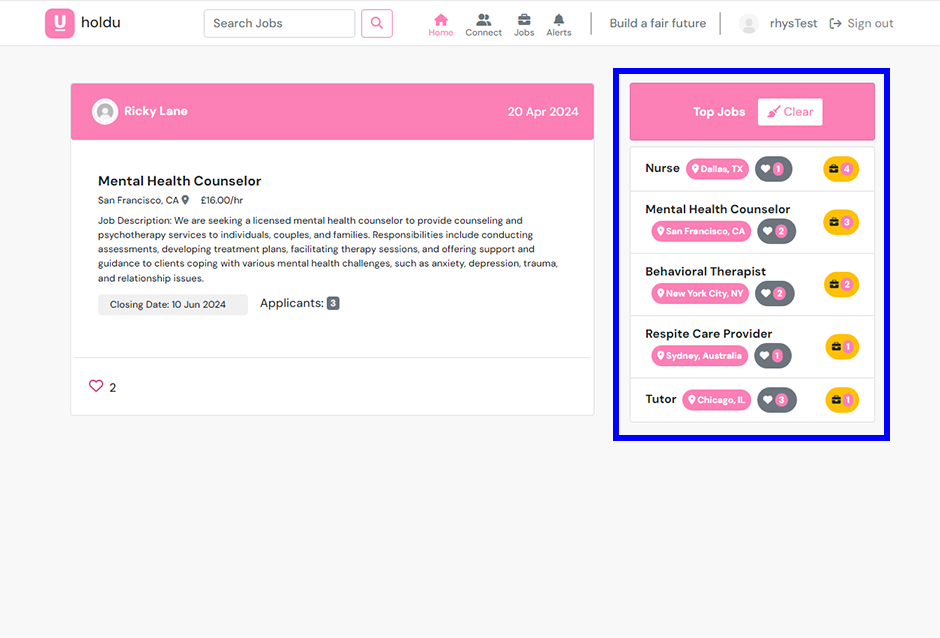 holdu
Search Jobs
Home
Connect
Jobs
Alerts
Build a fair future
rhysTest
Sign out
Ricky Lane
20 Apr 2024
Mental Health Counselor
San Francisco, CA £16.00/hr
Job Description: We are seeking a licensed mental health counselor to provide counseling and
psychotherapy services to individuals, couples, and families. Responsibilities include conducting
assessments, developing treatment plans, facilitating therapy sessions, and offering support and
guidance to clients coping with various mental health challenges, such as anxiety, depression, trauma,
and relationship issues.
Closing Date: 10 Jun 2024 Applicants: 3
2
Top Jobs Clear
Nurse Dallas, TX 1 4
Mental Health Counselor
San Francisco, CA 2 3
Behavioral Therapist
New York City, NY 2 2
Respite Care Provider
Sydney, Australia 1 1
Tutor Chicago, IL 3 1